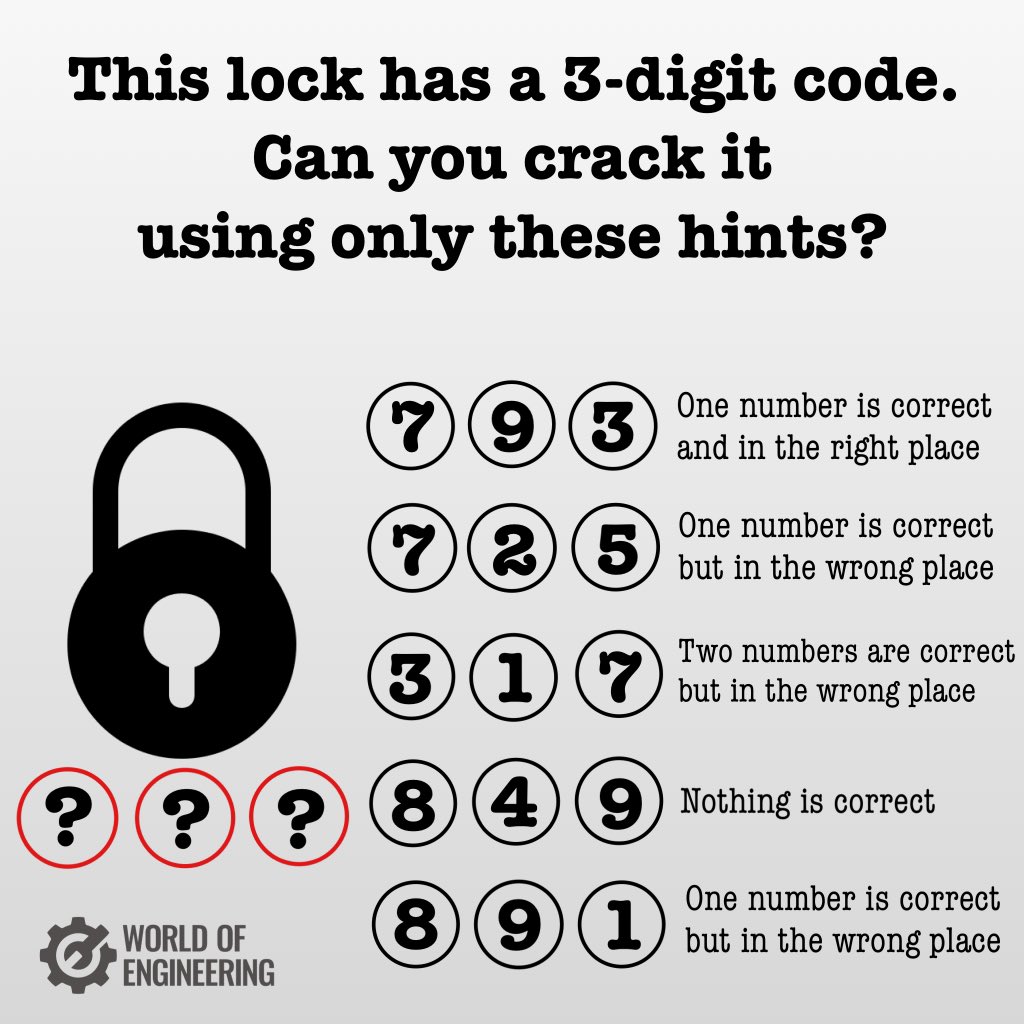 This lock has a 3-digit code.
Can you crack it
using only these hints?
7 9 3 One number is correct
and in the right place
7 2 5 One number is correct
but in the wrong place
3 1 7 Two numbers are correct
but in the wrong place
8 4 9 Nothing is correct
8 9 1 One number is correct
but in the wrong place
? ? ?
WORLD OF
ENGINEERING